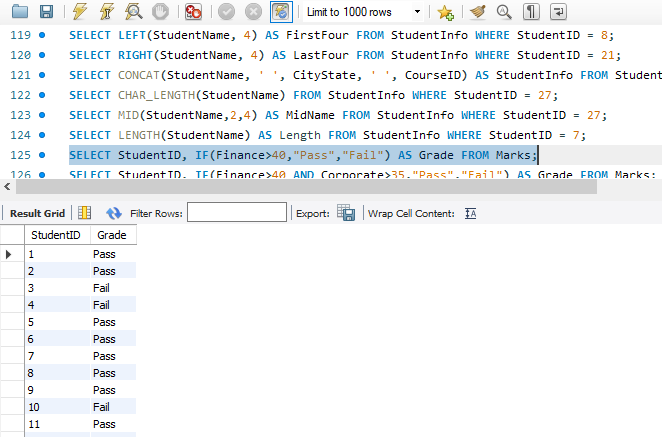 Limit to 1000 rows
119 SELECT LEFT(StudentName, 4) AS FirstFour FROM StudentInfo WHERE StudentID = 8;
120 SELECT RIGHT(StudentName, 4) AS LastFour FROM StudentInfo WHERE StudentID = 21;
121 SELECT CONCAT(StudentName, ' ', CityState, ' ', CourseID) AS StudentInfo FROM Student
122 SELECT CHAR_LENGTH(StudentName) FROM StudentInfo WHERE StudentID = 27;
123 SELECT MID(StudentName,2,4) AS MidName FROM StudentInfo WHERE StudentID = 27;
124 SELECT LENGTH(StudentName) AS Length FROM StudentInfo WHERE StudentID = 7;
125 SELECT StudentID, IF(Finance>40,"Pass","Fail") AS Grade FROM Marks;
126 SELECT StudentID, IF(Finance>40 AND Corporate>35,"Pass","Fail") AS Grade FROM Marks;
Result Grid Filter Rows: Export: Wrap Cell Content: IA
StudentID Grade
1 Pass
2 Pass
3 Fail
4 Fail
5 Pass
6 Pass
7 Pass
8 Pass
9 Pass
10 Fail
11 Pass